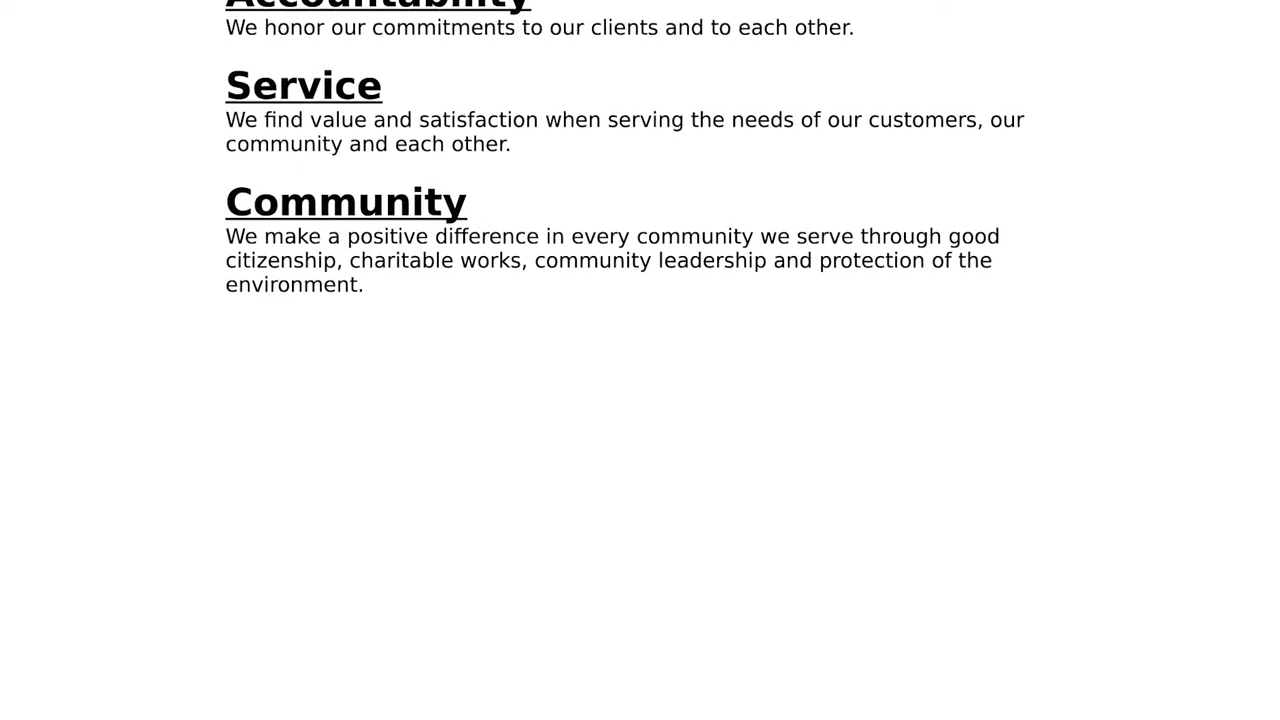 Accountability
We honor our commitments to our clients and to each other.
Service
We find value and satisfaction when serving the needs of our customers, our
community and each other.
Community
We make a positive difference in every community we serve through good
citizenship, charitable works, community leadership and protection of the
environment.